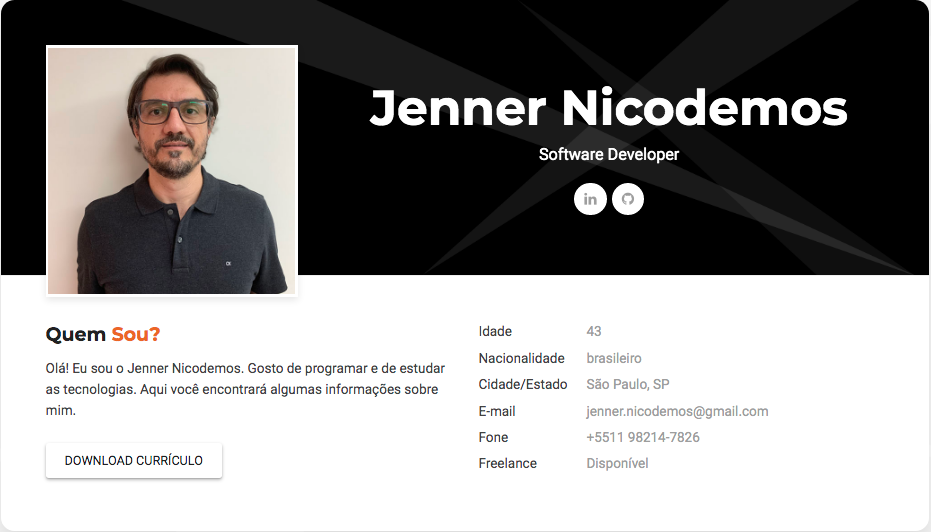 Jenner Nicodemos
Software Developer
in
Quem Sou?
Olá! Eu sou o Jenner Nicodemos. Gosto de programar e de estudar
as tecnologias. Aqui você encontrará algumas informações sobre
mim.
DOWNLOAD CURRÍCULO
Idade 43
Nacionalidade brasileiro
Cidade/Estado São Paulo, SP
E-mail jenner.nicodemos@gmail.com
Fone +5511 98214-7826
Freelance Disponível